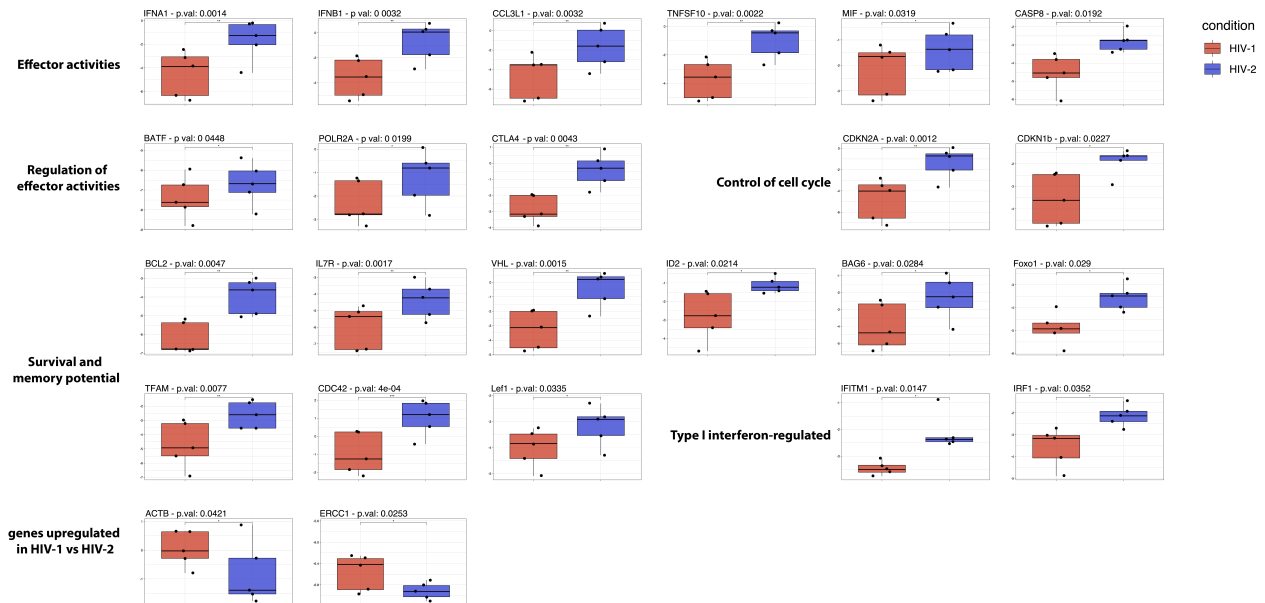 IFNA1 - p.val: 0.0014
IFNB1 - p.val: 0 0032
CCL3L1 - p.val: 0.0032
TNFSF10 - p.val: 0.0022
MIF - p.val: 0.0319
CASP8 - p.val: 0.0192
condition
HIV-1
HIV-2
Effector activities
BATF - p val: 0 0448
POLR2A - p val: 0 0199
CTLA4 - p.val: 0 0043
CDKN2A - p.val: 0.0012
CDKN1b - p.val: 0.0227
Regulation of
effector activities
Control of cell cycle
BCL2 - p.val: 0.0047
IL7R - p.val: 0.0017
VHL - p.val: 0.0015
ID2 - p.val: 0.0214
BAG6 - p.val: 0.0284
Foxo1 - p.val: 0.029
Survival and
memory potential
TFAM - p.val: 0.0077
CDC42 - p.val: 4e-04
Lef1 - p.val: 0.0335
IFITM1 - p.val: 0.0147
IRF1 - p.val: 0.0352
Type I interferon-regulated
ACTB - p.val: 0.0421
ERCC1 - p.val: 0.0253
genes upregulated
in HIV-1 vs HIV-2